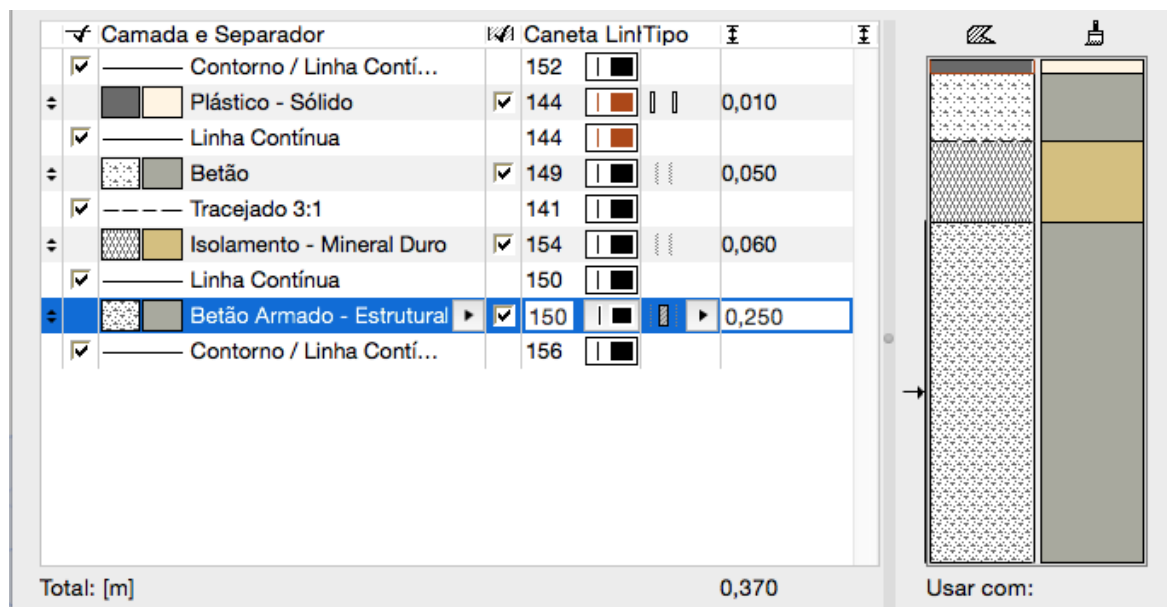 Camada e Separador Caneta Linl Tipo
Contorno / Linha Contí... 152
Plástico - Sólido 144 0,010
Linha Contínua 144
Betão 149 0,050
Tracejado 3:1 141
Isolamento - Mineral Duro 154 0,060
Linha Contínua 150
Betão Armado - Estrutural 150 0,250
Contorno / Linha Contí... 156
Total: [m] 0,370 Usar com: